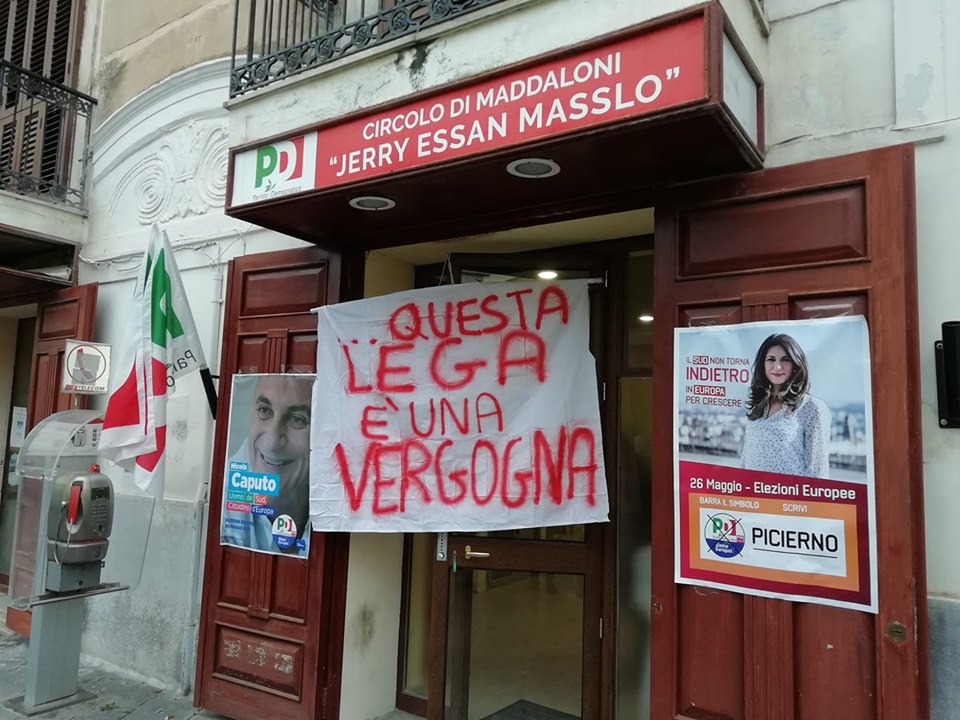 CIRCOLO DI MADDALONI
"JERRY ESSAN MASSLO"
PD
Partito Democratico
...QUESTA
LEGA
È UNA
VERGOGNA
TELECOM
Nicola
Caputo
Uomo del Sud,
Cittadino d'Europa
PD
IL SUD NON TORNA
INDIETRO
IN EUROPA
PER CRESCERE
26 Maggio - Elezioni Europee
BARRA IL SIMBOLO SCRIVI
PD
PICIERNO